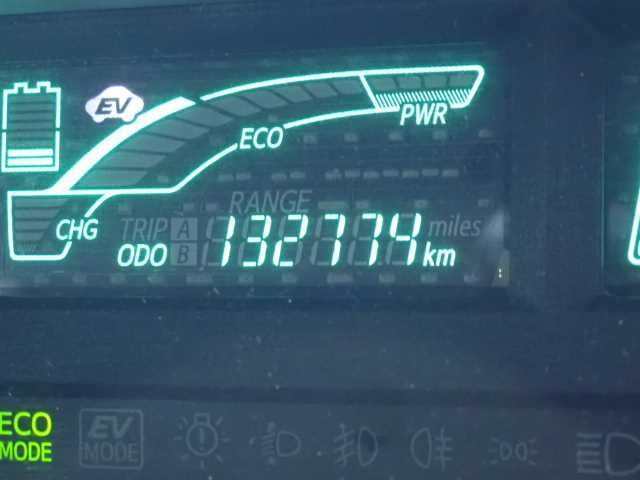 EV
PWR
ECO
RANGE
CHG TRIP A miles
ODO B 132774 km
ECO EV
MODE MODE